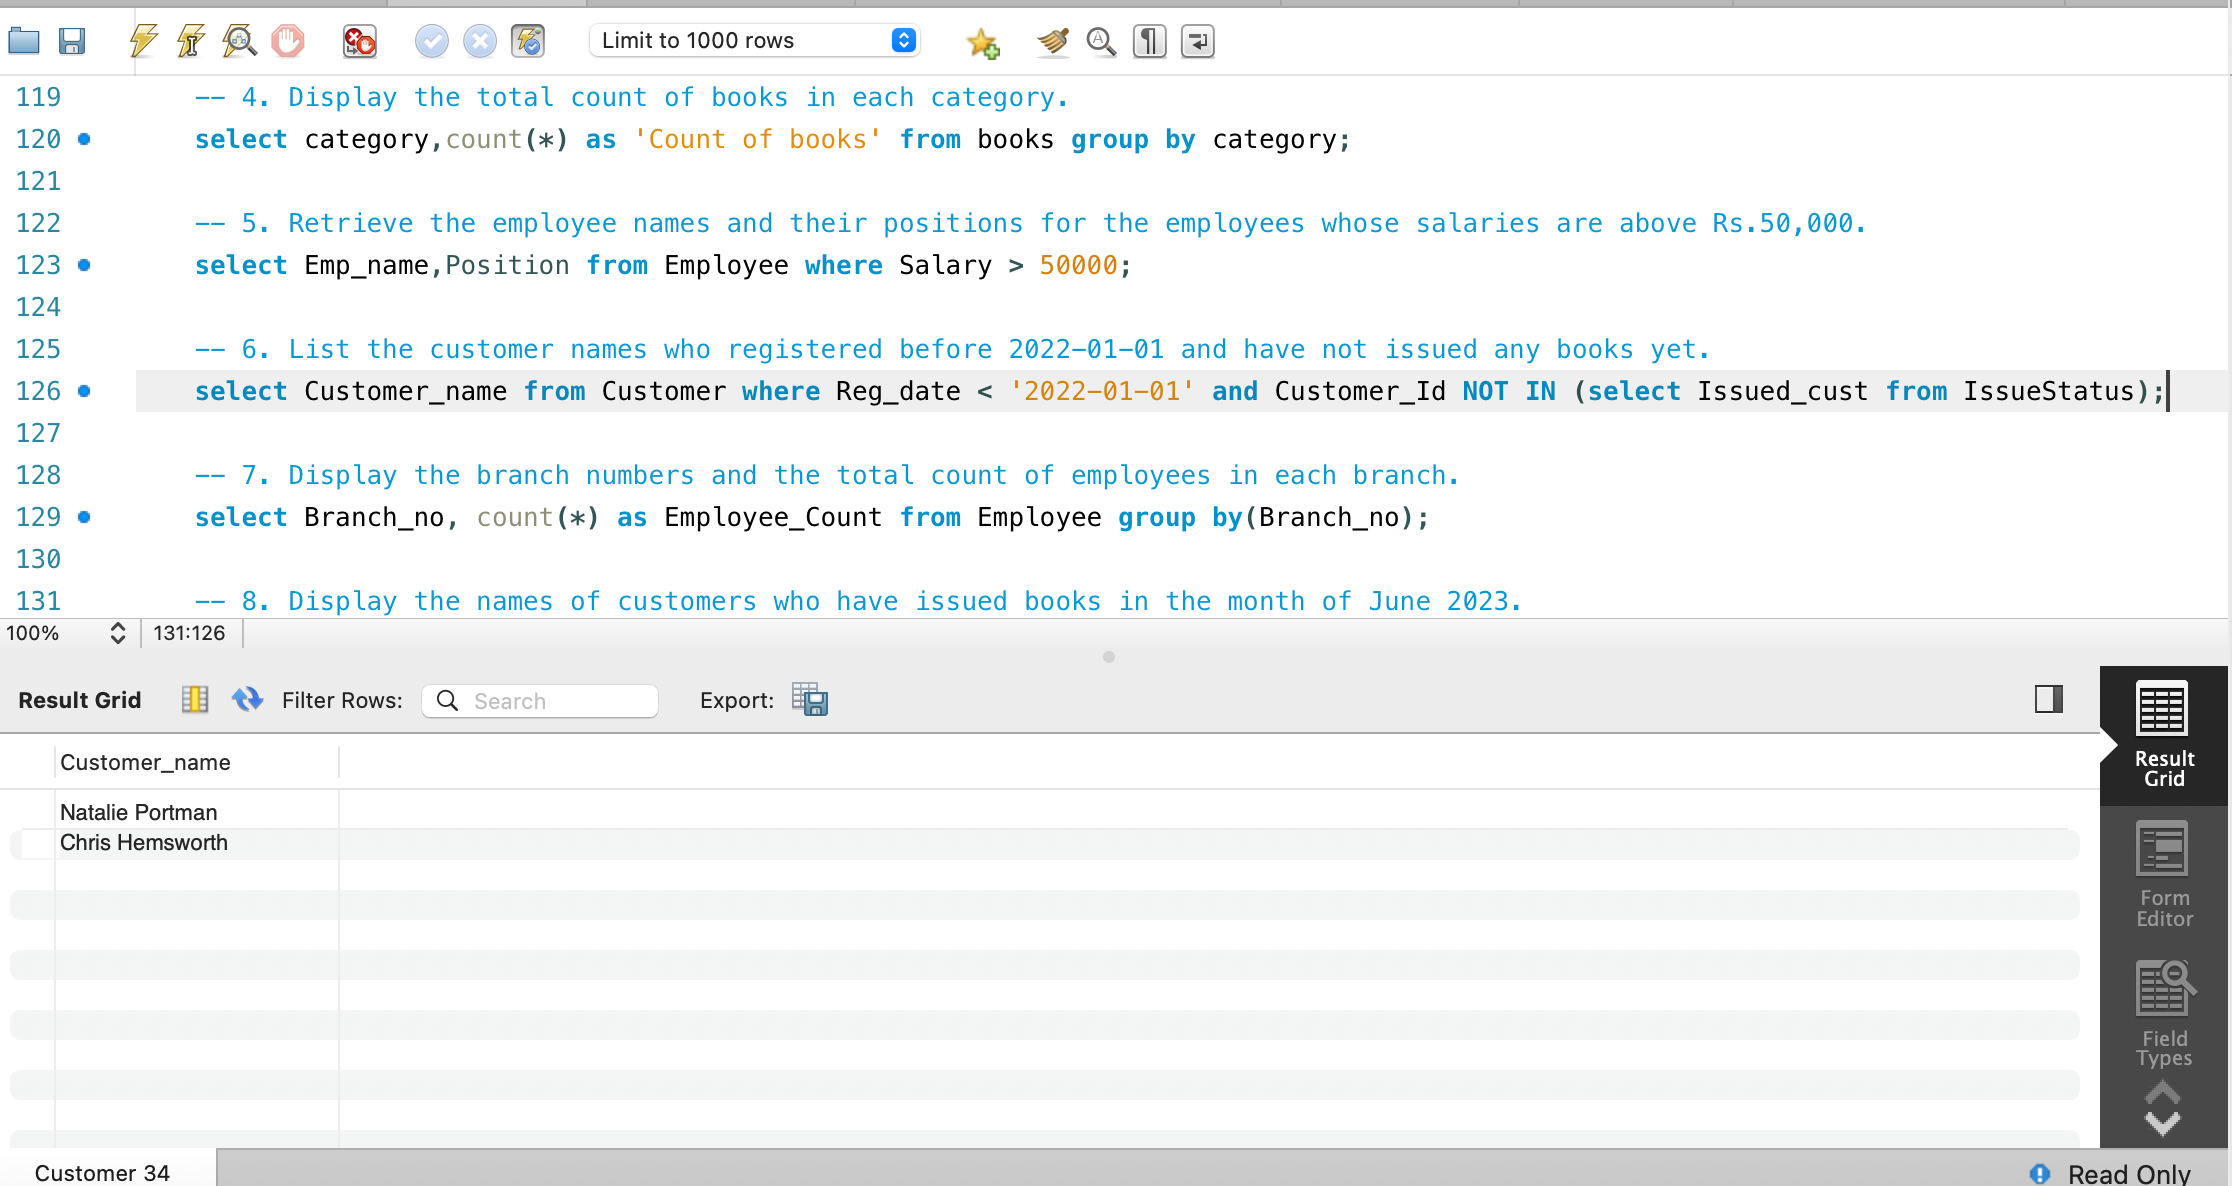 Limit to 1000 rows
119 -- 4. Display the total count of books in each category.
120 select category,count(*) as 'Count of books' from books group by category;
121
122 -- 5. Retrieve the employee names and their positions for the employees whose salaries are above Rs.50,000.
123 select Emp_name,Position from Employee where Salary > 50000;
124
125 -- 6. List the customer names who registered before 2022-01-01 and have not issued any books yet.
126 select Customer_name from Customer where Reg_date < '2022-01-01' and Customer_Id NOT IN (select Issued_cust from IssueStatus);
127
128 -- 7. Display the branch numbers and the total count of employees in each branch.
129 select Branch_no, count(*) as Employee_Count from Employee group by(Branch_no);
130
131 -- 8. Display the names of customers who have issued books in the month of June 2023.
100% 131:126
Result Grid Filter Rows: Search Export:
Customer_name
Natalie Portman
Chris Hemsworth
Result
Grid
Form
Editor
Field
Types
Customer 34
Read Only